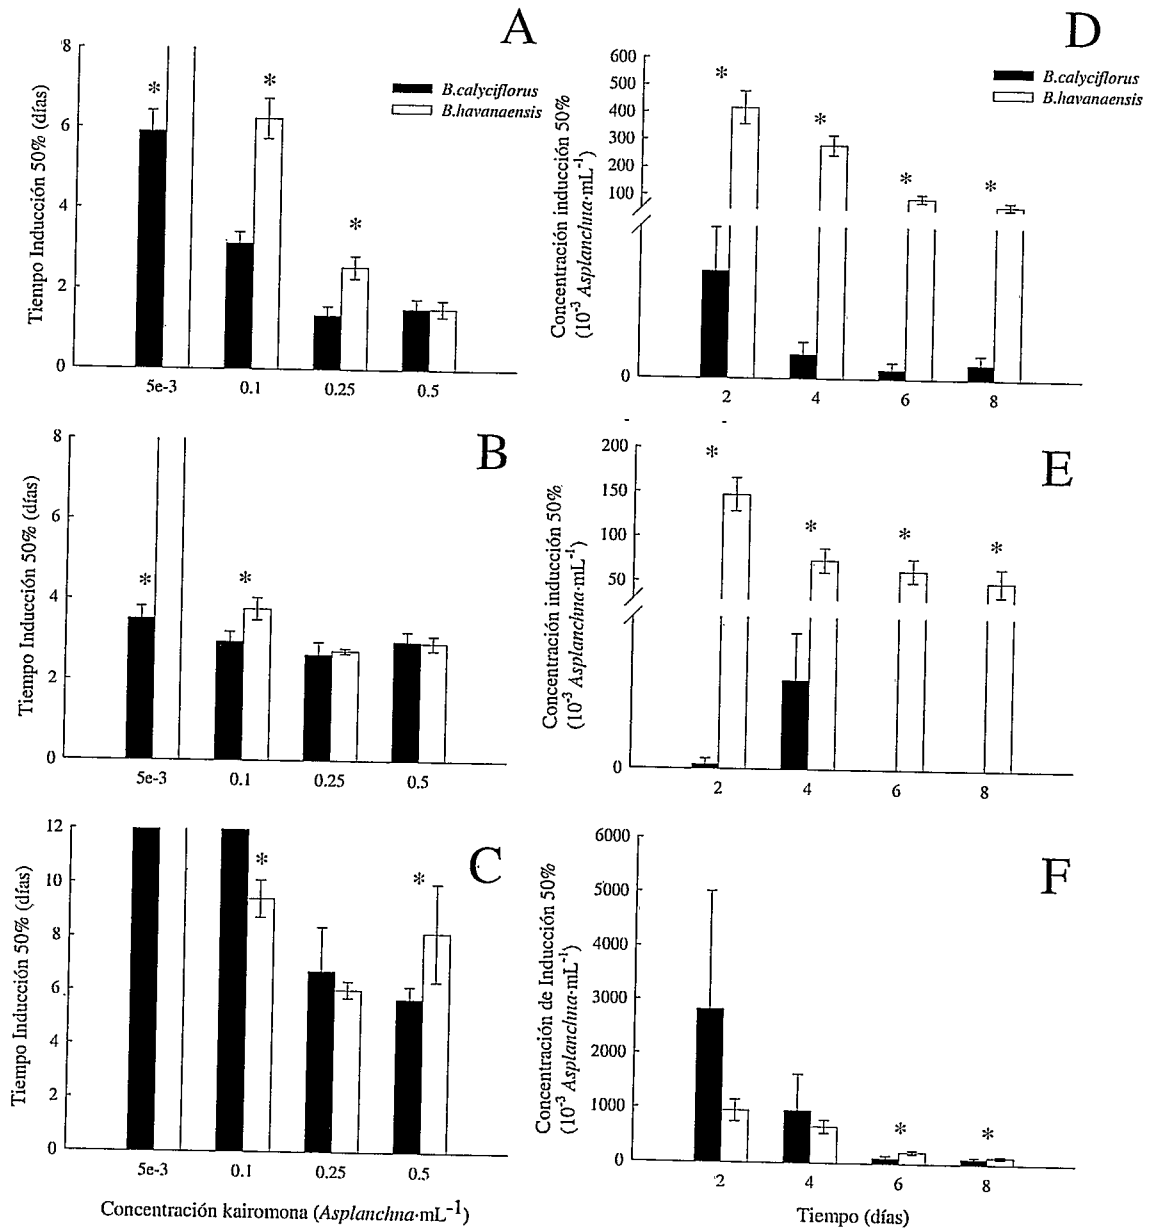 A
8
6
4
2
0
Tiempo Inducción 50% (días)
*
*
*
B.calyciflorus
B.havanaensis
5e-3 0.1 0.25 0.5
D
600
500
400
300
200
100
0
Concentración inducción 50%
(10-3 Asplanchna·mL-1)
*
*
*
*
B.calyciflorus
B.havanaensis
2 4 6 8
B
8
6
4
2
0
Tiempo Inducción 50% (días)
*
*
5e-3 0.1 0.25 0.5
E
200
150
100
50
0
Concentración inducción 50%
(10-3 Asplanchna·mL-1)
*
*
*
*
2 4 6 8
C
12
10
8
6
4
2
0
Tiempo Inducción 50% (días)
*
*
5e-3 0.1 0.25 0.5
Concentración kairomona (Asplanchna·mL-1)
F
6000
5000
4000
3000
2000
1000
0
Concentración de Inducción 50%
(10-3 Asplanchna·mL-1)
*
*
2 4 6 8
Tiempo (días)